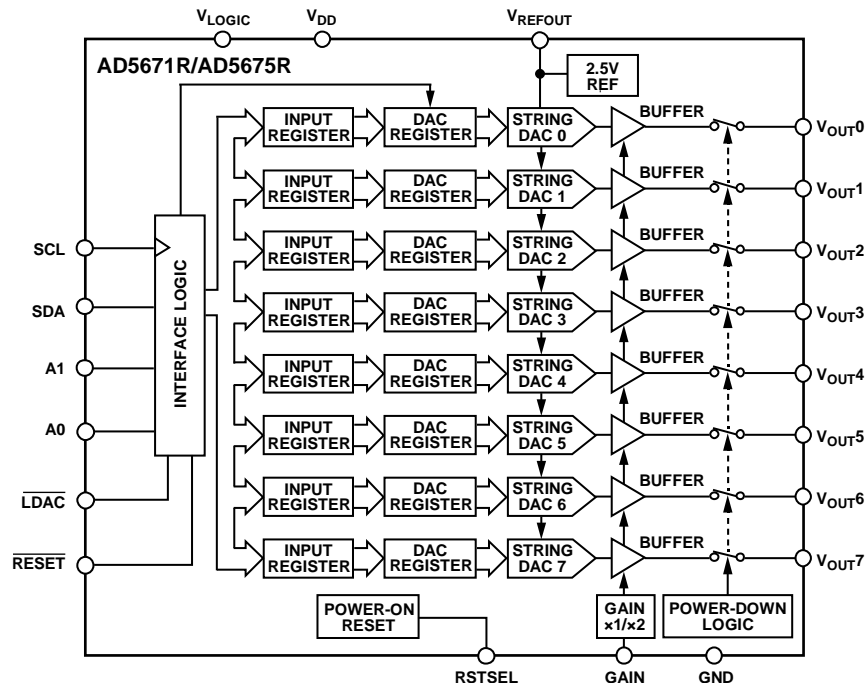 VLOGIC
VDD
VREFOUT
AD5671R/AD5675R
2.5V
REF
INPUT
REGISTER
DAC
REGISTER
STRING
DAC 0
BUFFER
VOUT0
INPUT
REGISTER
DAC
REGISTER
STRING
DAC 1
BUFFER
VOUT1
INPUT
REGISTER
DAC
REGISTER
STRING
DAC 2
BUFFER
VOUT2
INPUT
REGISTER
DAC
REGISTER
STRING
DAC 3
BUFFER
VOUT3
INPUT
REGISTER
DAC
REGISTER
STRING
DAC 4
BUFFER
VOUT4
INPUT
REGISTER
DAC
REGISTER
STRING
DAC 5
BUFFER
VOUT5
INPUT
REGISTER
DAC
REGISTER
STRING
DAC 6
BUFFER
VOUT6
INPUT
REGISTER
DAC
REGISTER
STRING
DAC 7
BUFFER
VOUT7
SCL
SDA
A1
A0
LDAC
RESET
INTERFACE LOGIC
POWER-ON
RESET
GAIN
×1/×2
POWER-DOWN
LOGIC
RSTSEL
GAIN
GND